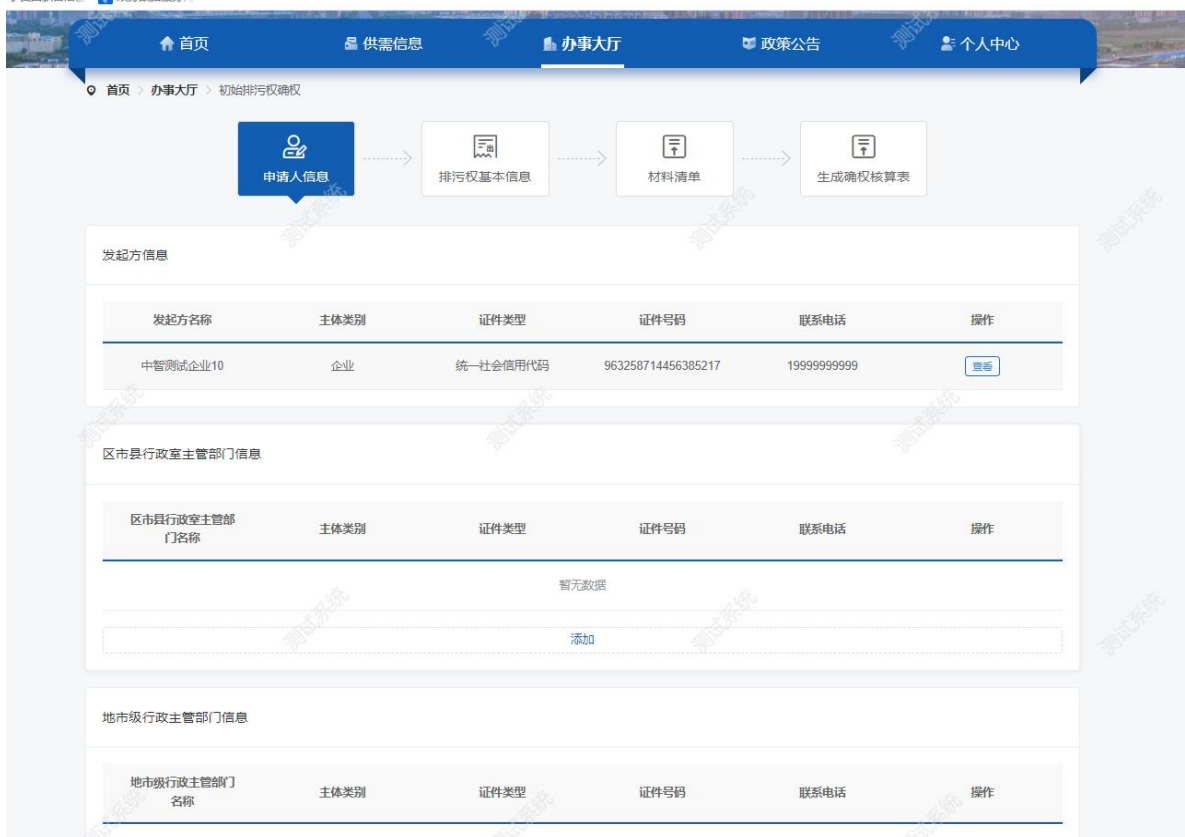 首页
供需信息
办事大厅
政策公告
个人中心
首页 > 办事大厅 > 初始排污权确权
申请人信息
排污权基本信息
材料清单
生成确权核算表
发起方信息
发起方名称 主体类别 证件类型 证件号码 联系电话 操作
中智测试企业10 企业 统一社会信用代码 963258714456385217 19999999999 查看
区市县行政室主管部门信息
区市县行政室主管部
门名称
主体类别 证件类型 证件号码 联系电话 操作
暂无数据
添加
地市级行政主管部门信息
地市级行政主管部门
名称
主体类别 证件类型 证件号码 联系电话 操作
测试系统